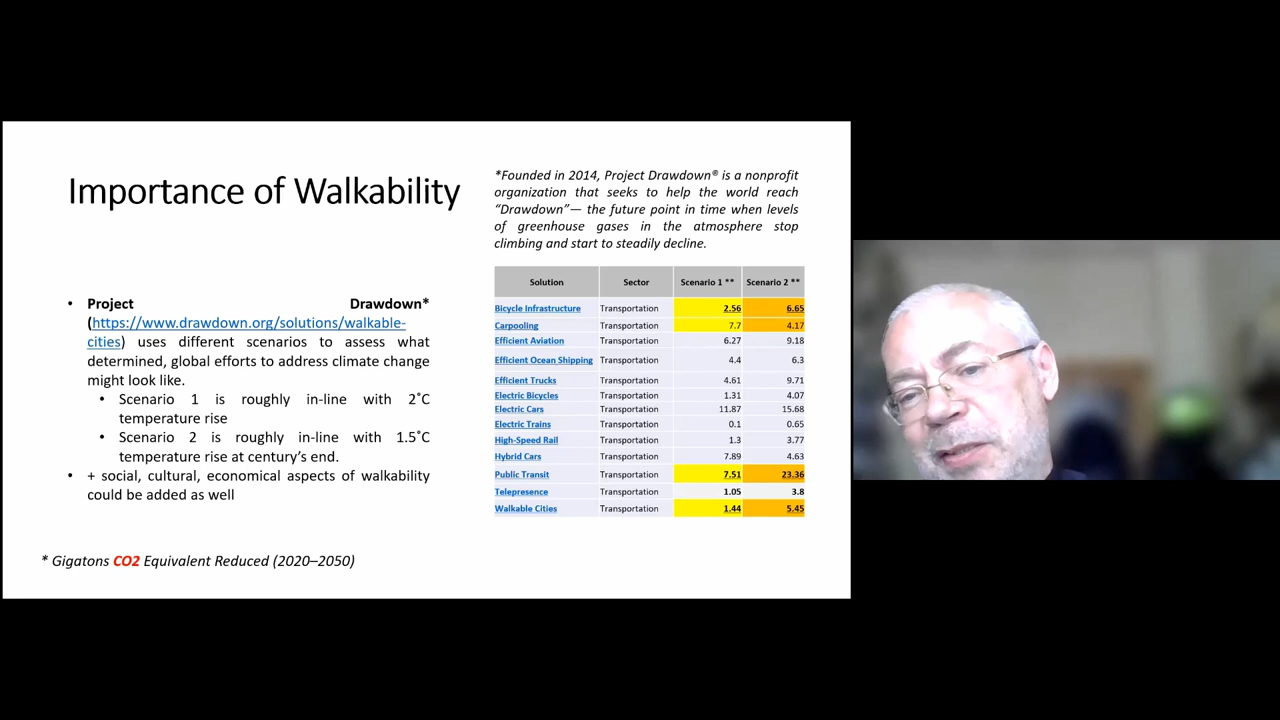 Importance of Walkability
• Project Drawdown*
(https://www.drawdown.org/solutions/walkable-
cities) uses different scenarios to assess what
determined, global efforts to address climate change
might look like.
• Scenario 1 is roughly in-line with 2˚C
temperature rise
• Scenario 2 is roughly in-line with 1.5˚C
temperature rise at century’s end.
• + social, cultural, economical aspects of walkability
could be added as well
* Gigatons CO2 Equivalent Reduced (2020–2050)
*Founded in 2014, Project Drawdown® is a nonprofit
organization that seeks to help the world reach
“Drawdown”— the future point in time when levels
of greenhouse gases in the atmosphere stop
climbing and start to steadily decline.
Solution Sector Scenario 1 ** Scenario 2 **
Bicycle Infrastructure Transportation 2.56 6.65
Carpooling Transportation 7.7 4.17
Efficient Aviation Transportation 6.27 9.18
Efficient Ocean Shipping Transportation 4.4 6.3
Efficient Trucks Transportation 4.61 9.71
Electric Bicycles Transportation 1.31 4.07
Electric Cars Transportation 11.87 15.68
Electric Trains Transportation 0.1 0.65
High-Speed Rail Transportation 1.3 3.77
Hybrid Cars Transportation 7.89 4.63
Public Transit Transportation 7.51 23.36
Telepresence Transportation 1.05 3.8
Walkable Cities Transportation 1.44 5.45